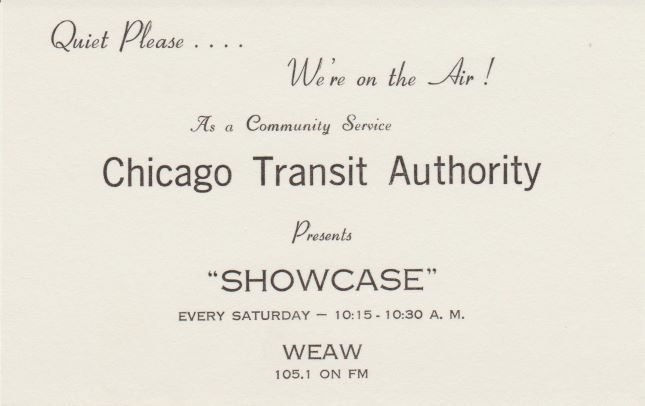 Quiet Please . . . .
We're on the Air !
As a Community Service
Chicago Transit Authority
Presents
“SHOWCASE”
EVERY SATURDAY — 10:15 - 10:30 A. M.
WEAW
105.1 ON FM